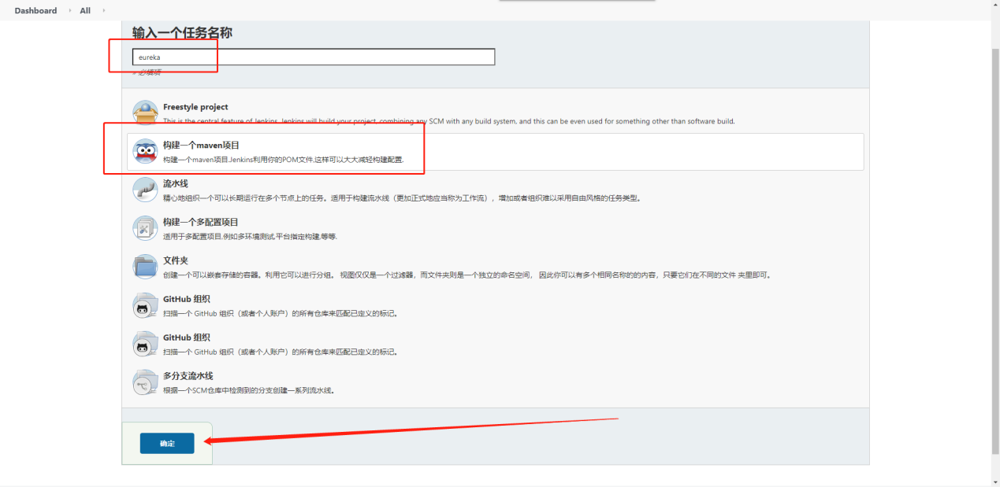 Dashboard › All ›
输入一个任务名称
eureka
» 必填项
Freestyle project
This is the central feature of Jenkins. Jenkins will build your project, combining any SCM with any build system, and this can be even used for something other than software build.
构建一个maven项目
构建一个maven项目.Jenkins利用你的POM文件,这样可以大大减轻构建配置.
流水线
精心地组织一个可以长期运行在多个节点上的任务。适用于构建流水线（更加正式地应当称为工作流），增加或者组织难以采用自由风格的任务类型。
构建一个多配置项目
适用于多配置项目,例如多环境测试,平台指定构建,等等.
文件夹
创建一个可以嵌套存储的容器。利用它可以进行分组。 视图仅仅是一个过滤器，而文件夹则是一个独立的命名空间， 因此你可以有多个相同名称的的内容，只要它们在不同的文件 夹里即可。
GitHub 组织
扫描一个 GitHub 组织（或者个人账户）的所有仓库来匹配已定义的标记。
GitHub 组织
扫描一个 GitHub 组织（或者个人账户）的所有仓库来匹配已定义的标记。
多分支流水线
根据一个SCM仓库中检测到的分支创建一系列流水线。
确定